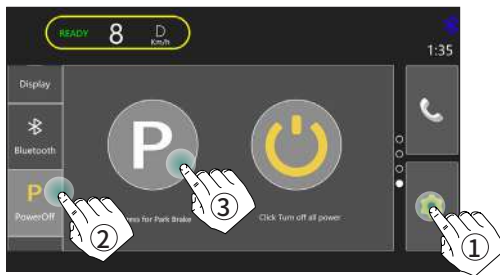 READY 8 D
Km/h
1:35
Display
Bluetooth
P
PowerOff
P
ress for Park Brake
Click Turn off all power
1
2
3